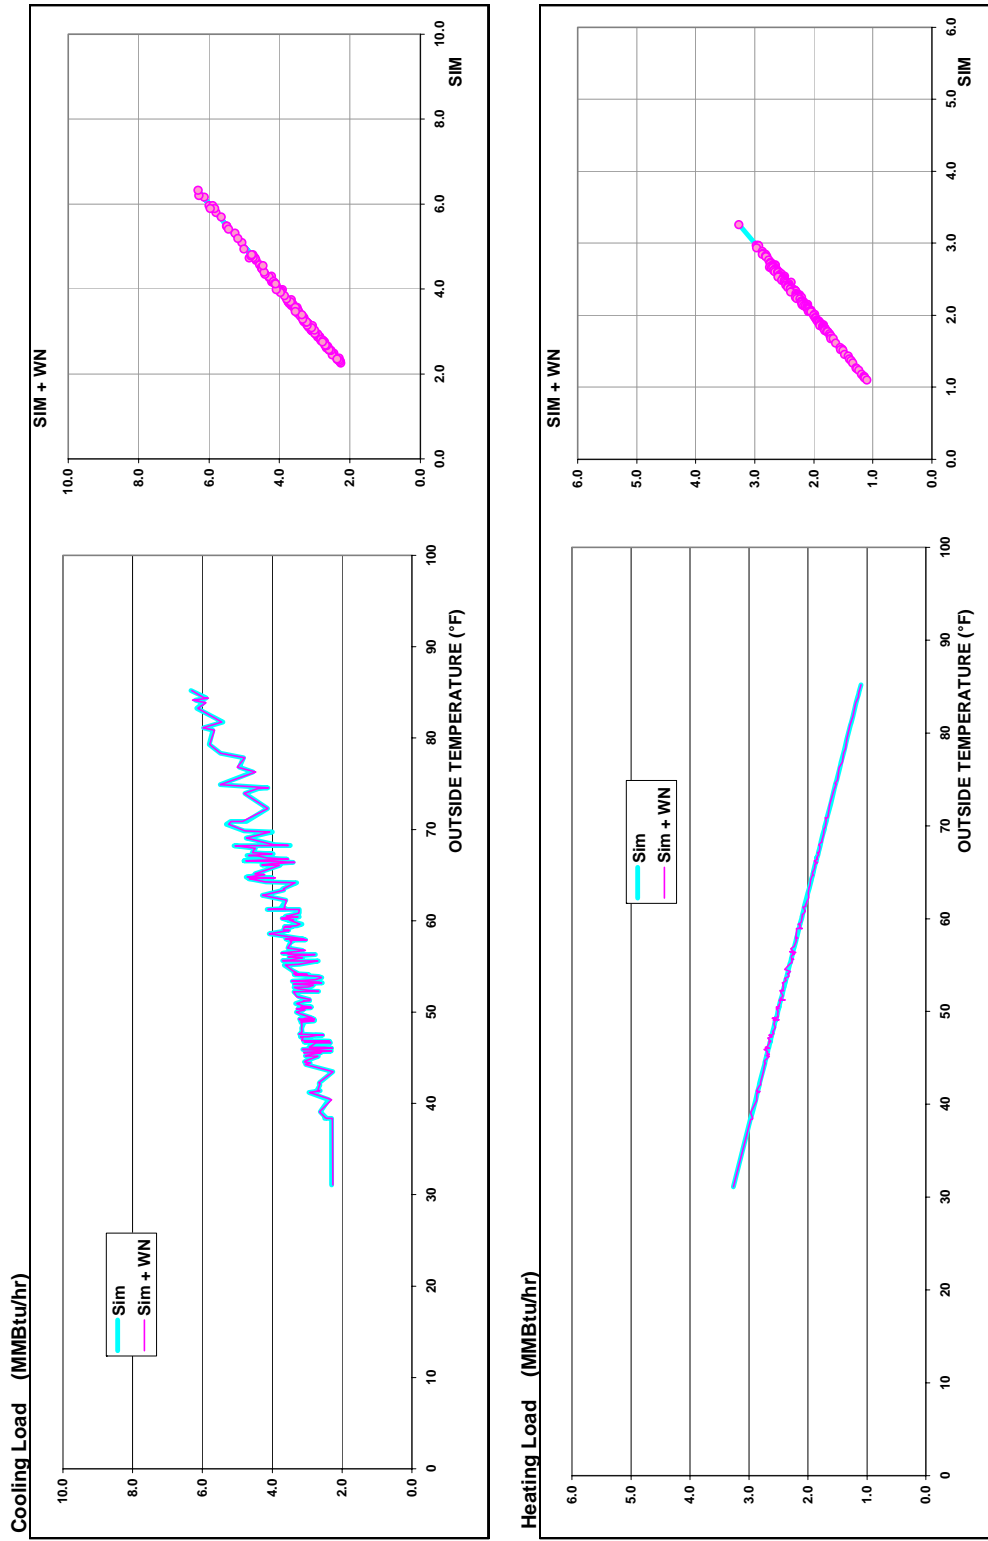 Cooling Load (MMBtu/hr)
10.0
8.0
6.0
4.0
2.0
0.0
0 10 20 30 40 50 60 70 80 90 100
OUTSIDE TEMPERATURE (°F)
Sim
Sim + WN
SIM + WN
10.0
8.0
6.0
4.0
2.0
0.0 2.0 4.0 6.0 8.0 10.0
SIM
Heating Load (MMBtu/hr)
6.0
5.0
4.0
3.0
2.0
1.0
0.0
0 10 20 30 40 50 60 70 80 90 100
OUTSIDE TEMPERATURE (°F)
Sim
Sim + WN
SIM + WN
6.0
5.0
4.0
3.0
2.0
1.0
0.0
0.0 1.0 2.0 3.0 4.0 5.0 6.0
SIM